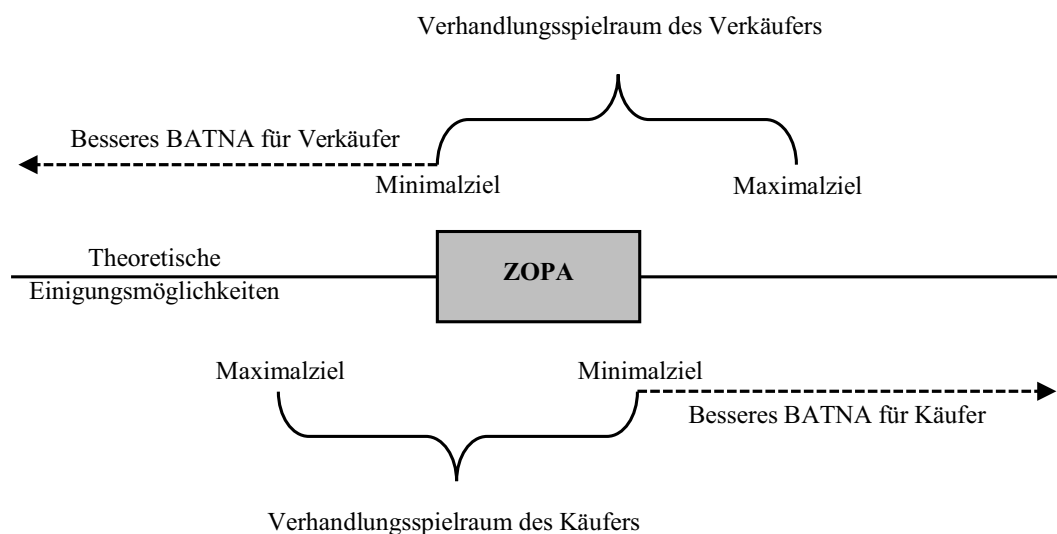 Verhandlungsspielraum des Verkäufers
Besseres BATNA für Verkäufer
Minimalziel
Maximalziel
Theoretische
Einigungsmöglichkeiten
ZOPA
Maximalziel
Minimalziel
Besseres BATNA für Käufer
Verhandlungsspielraum des Käufers